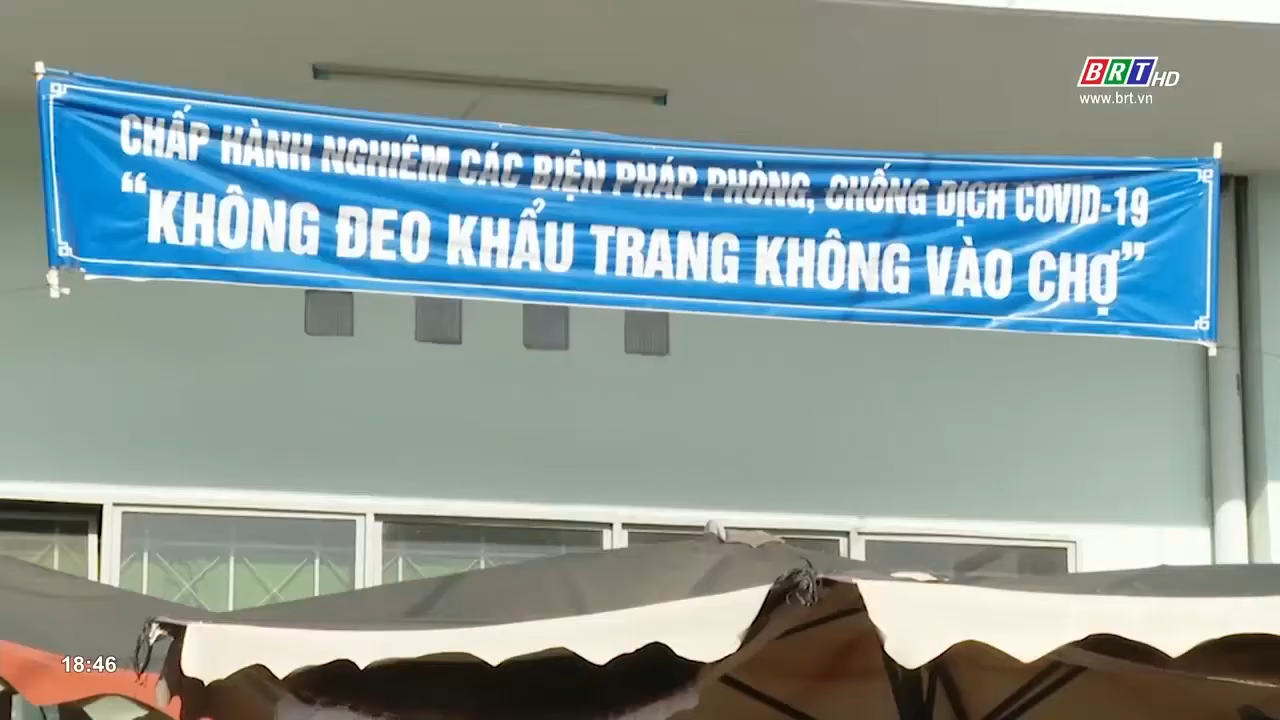 BRT HD
www.brt.vn
CHẤP HÀNH NGHIÊM CÁC BIỆN PHÁP PHÒNG, CHỐNG DỊCH COVID-19
“KHÔNG ĐEO KHẨU TRANG KHÔNG VÀO CHỢ”
18:46